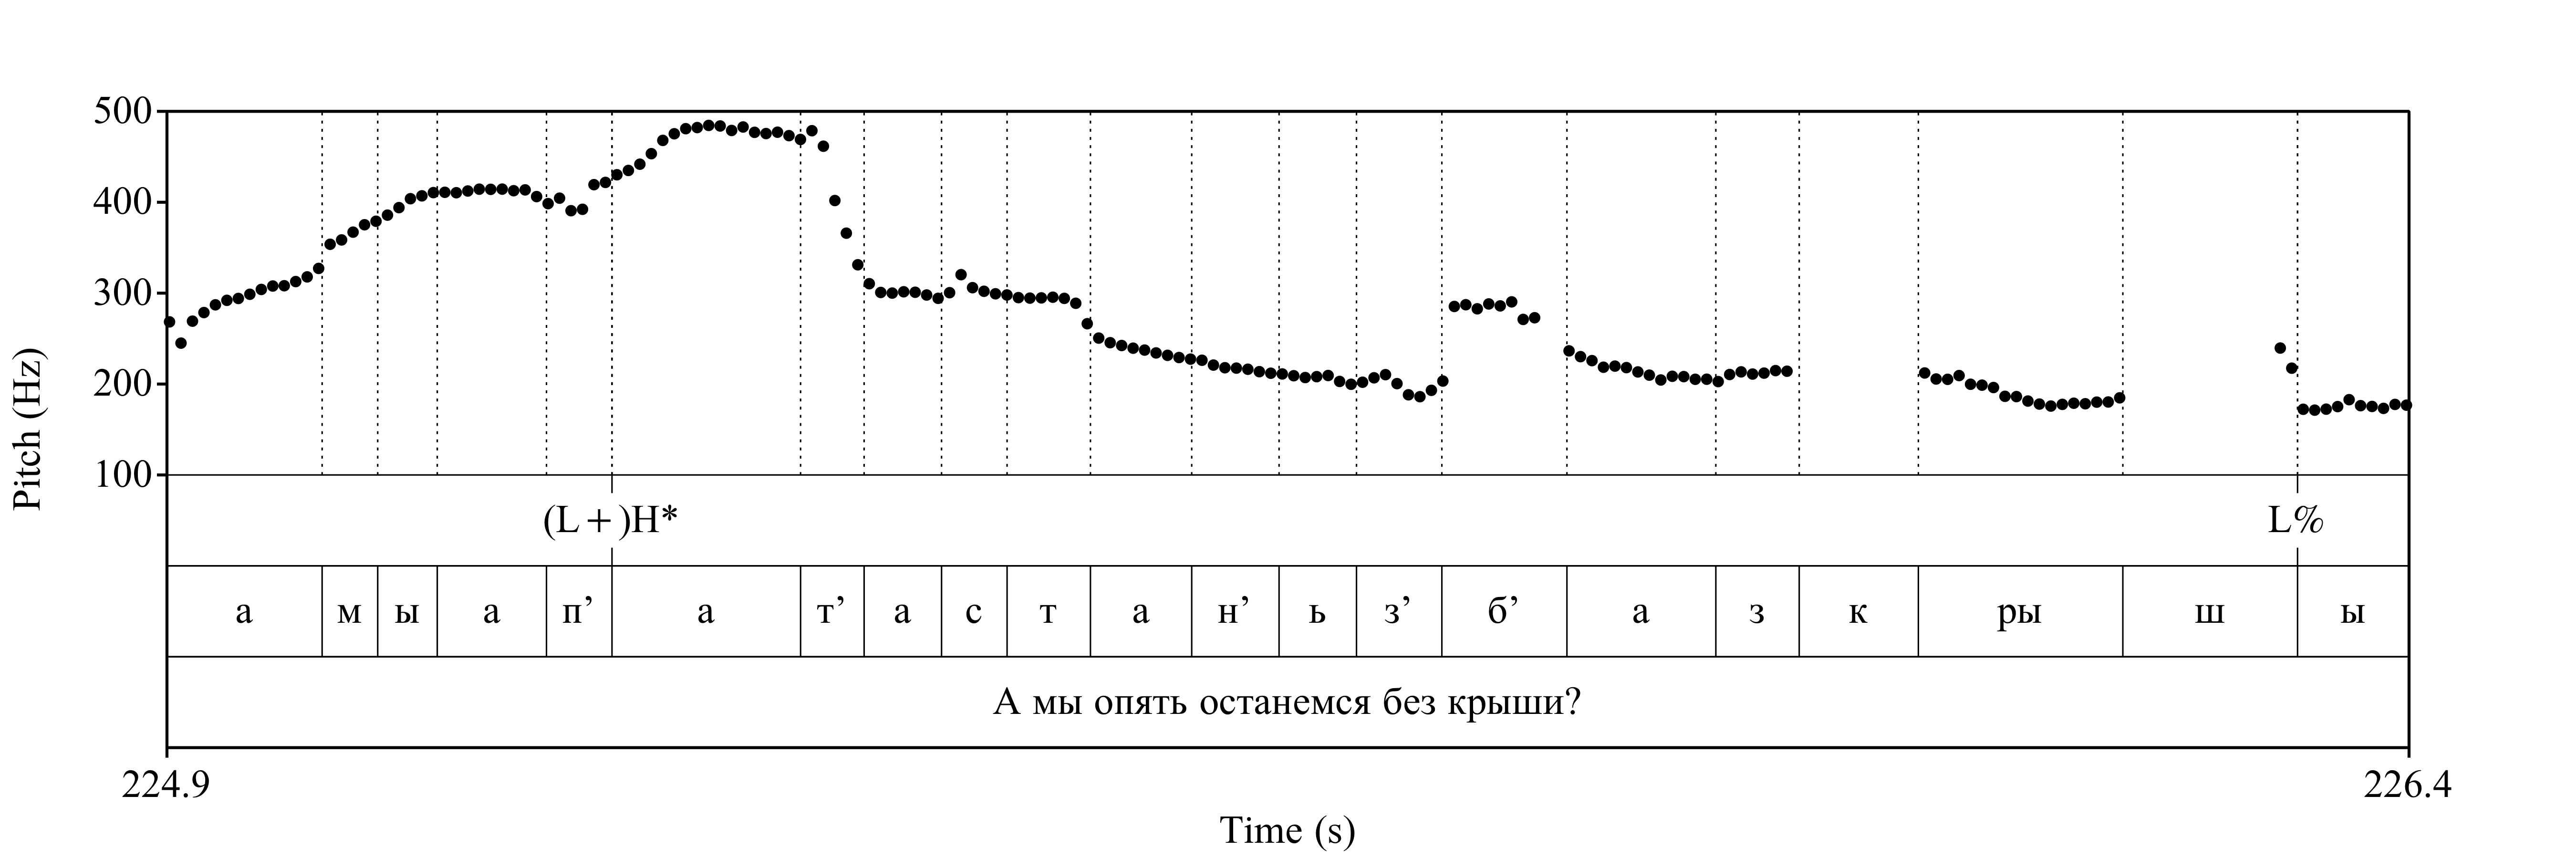 500
400
300
200
100
Pitch (Hz)
(L+)H* L%
а м ы а п’ а т’ а с т а н’ ь з’ б’ а з к ры ш ы
А мы опять останемся без крыши?
224.9 226.4
Time (s)